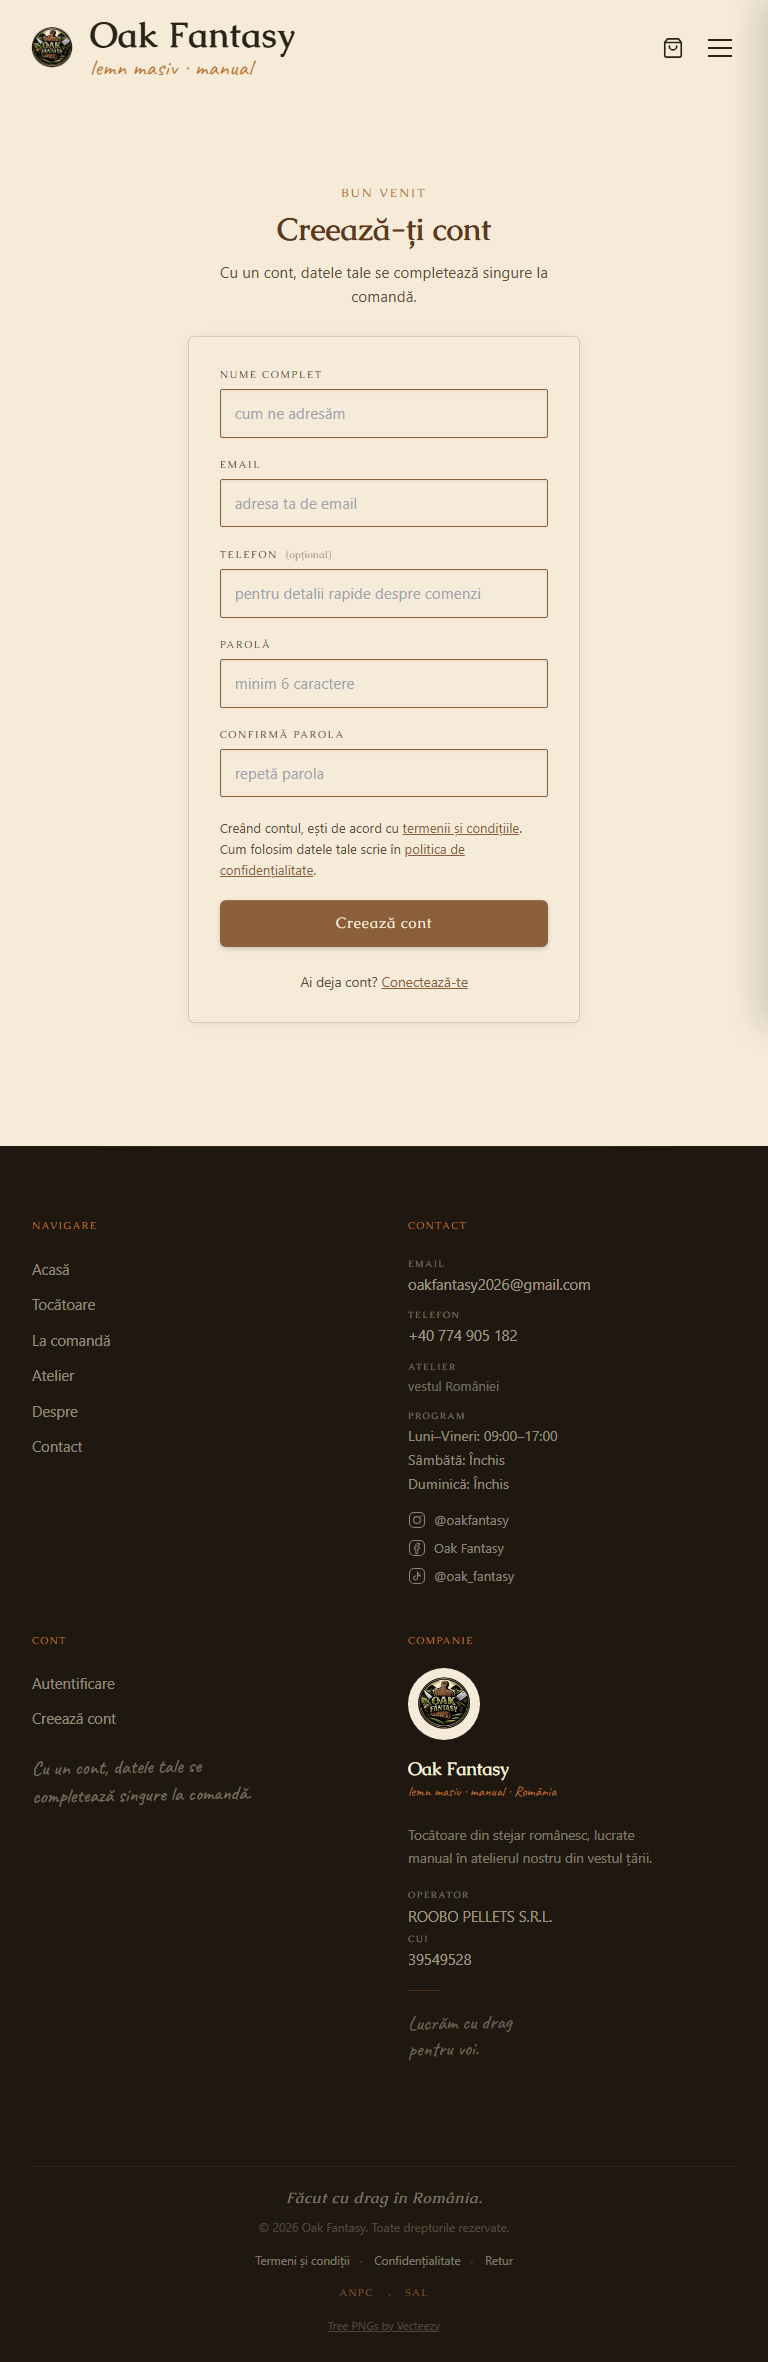 Oak Fantasy
lemn masiv · manual
BUN VENIT
Creează-ți cont
Cu un cont, datele tale se completează singure la
comandă.
NUME COMPLET
cum ne adresăm
EMAIL
adresa ta de email
TELEFON (opțional)
pentru detalii rapide despre comenzi
PAROLĂ
minim 6 caractere
CONFIRMĂ PAROLA
repetă parola
Creând contul, ești de acord cu termenii și condițiile.
Cum folosim datele tale scrie în politica de
confidențialitate.
Creează cont
Ai deja cont? Conectează-te
NAVIGARE
Acasă
Tocătoare
La comandă
Atelier
Despre
Contact
CONTACT
EMAIL
oakfantasy2026@gmail.com
TELEFON
+40 774 905 182
ATELIER
vestul României
PROGRAM
Luni–Vineri: 09:00–17:00
Sâmbătă: Închis
Duminică: Închis
@oakfantasy
Oak Fantasy
@oak_fantasy
CONT
Autentificare
Creează cont
Cu un cont, datele tale se
completează singure la comandă.
COMPANIE
OAK
FANTASY
Oak Fantasy
lemn masiv · manual · România
Tocătoare din stejar românesc, lucrate
manual în atelierul nostru din vestul țării.
OPERATOR
ROOBO PELLETS S.R.L.
CUI
39549528
Lucrăm cu drag
pentru voi.
Făcut cu drag în România.
© 2026 Oak Fantasy. Toate drepturile rezervate.
Termeni și condiții · Confidențialitate · Retur
ANPC · SAL
Tree PNGs by Vecteezy